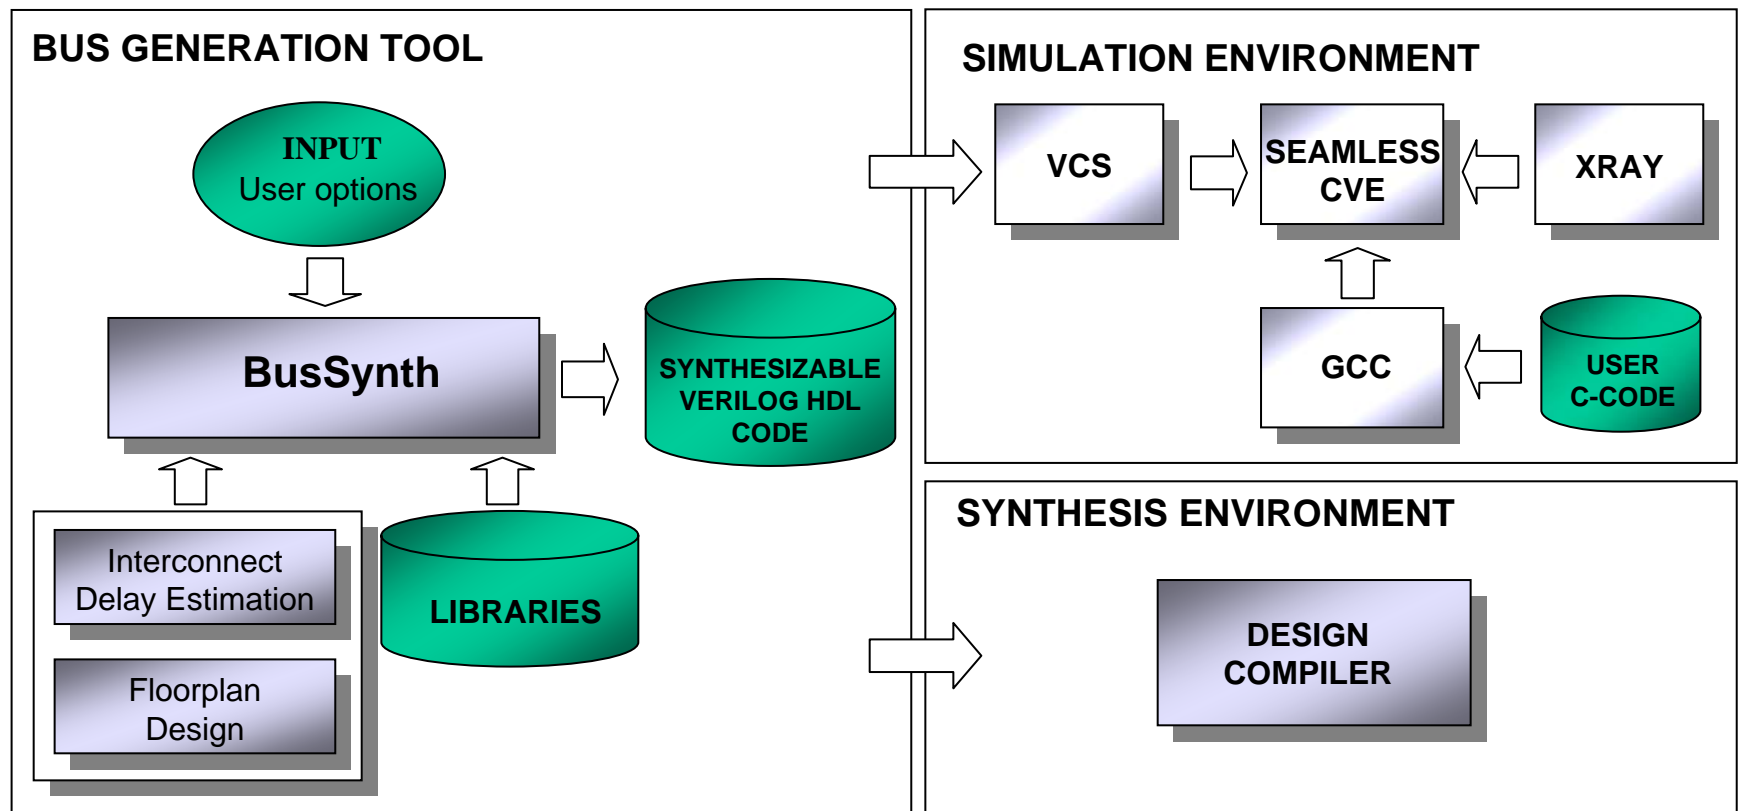 BUS GENERATION TOOL
INPUT
User options
BusSynth
SYNTHESIZABLE
VERILOG HDL
CODE
Interconnect
Delay Estimation
Floorplan
Design
LIBRARIES
SIMULATION ENVIRONMENT
VCS
SEAMLESS
CVE
XRAY
GCC
USER
C-CODE
SYNTHESIS ENVIRONMENT
DESIGN
COMPILER